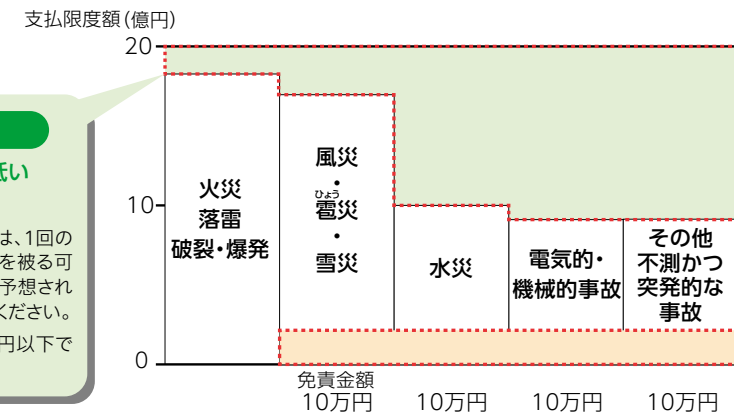 支払限度額(億円)
20
10
0
低い
は、1回の
を被る可
予想され
ください。
円以下で
火災
落雷
破裂・爆発
風災
・
ひょう
雹災
・
雪災
水災
電気的・
機械的事故
その他
不測かつ
突発的な
事故
免責金額
10万円 10万円 10万円 10万円